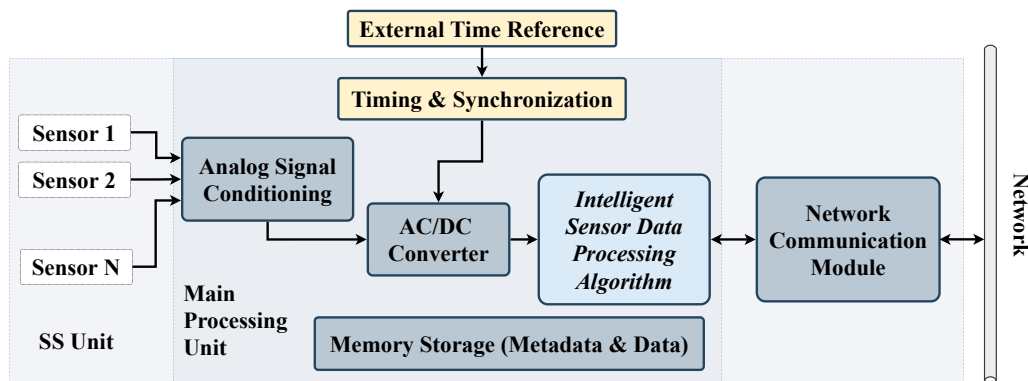 External Time Reference
Timing & Synchronization
Sensor 1
Sensor 2
Sensor N
SS Unit
Analog Signal
Conditioning
AC/DC
Converter
Intelligent
Sensor Data
Processing
Algorithm
Main
Processing
Unit
Memory Storage (Metadata & Data)
Network
Communication
Module
Network